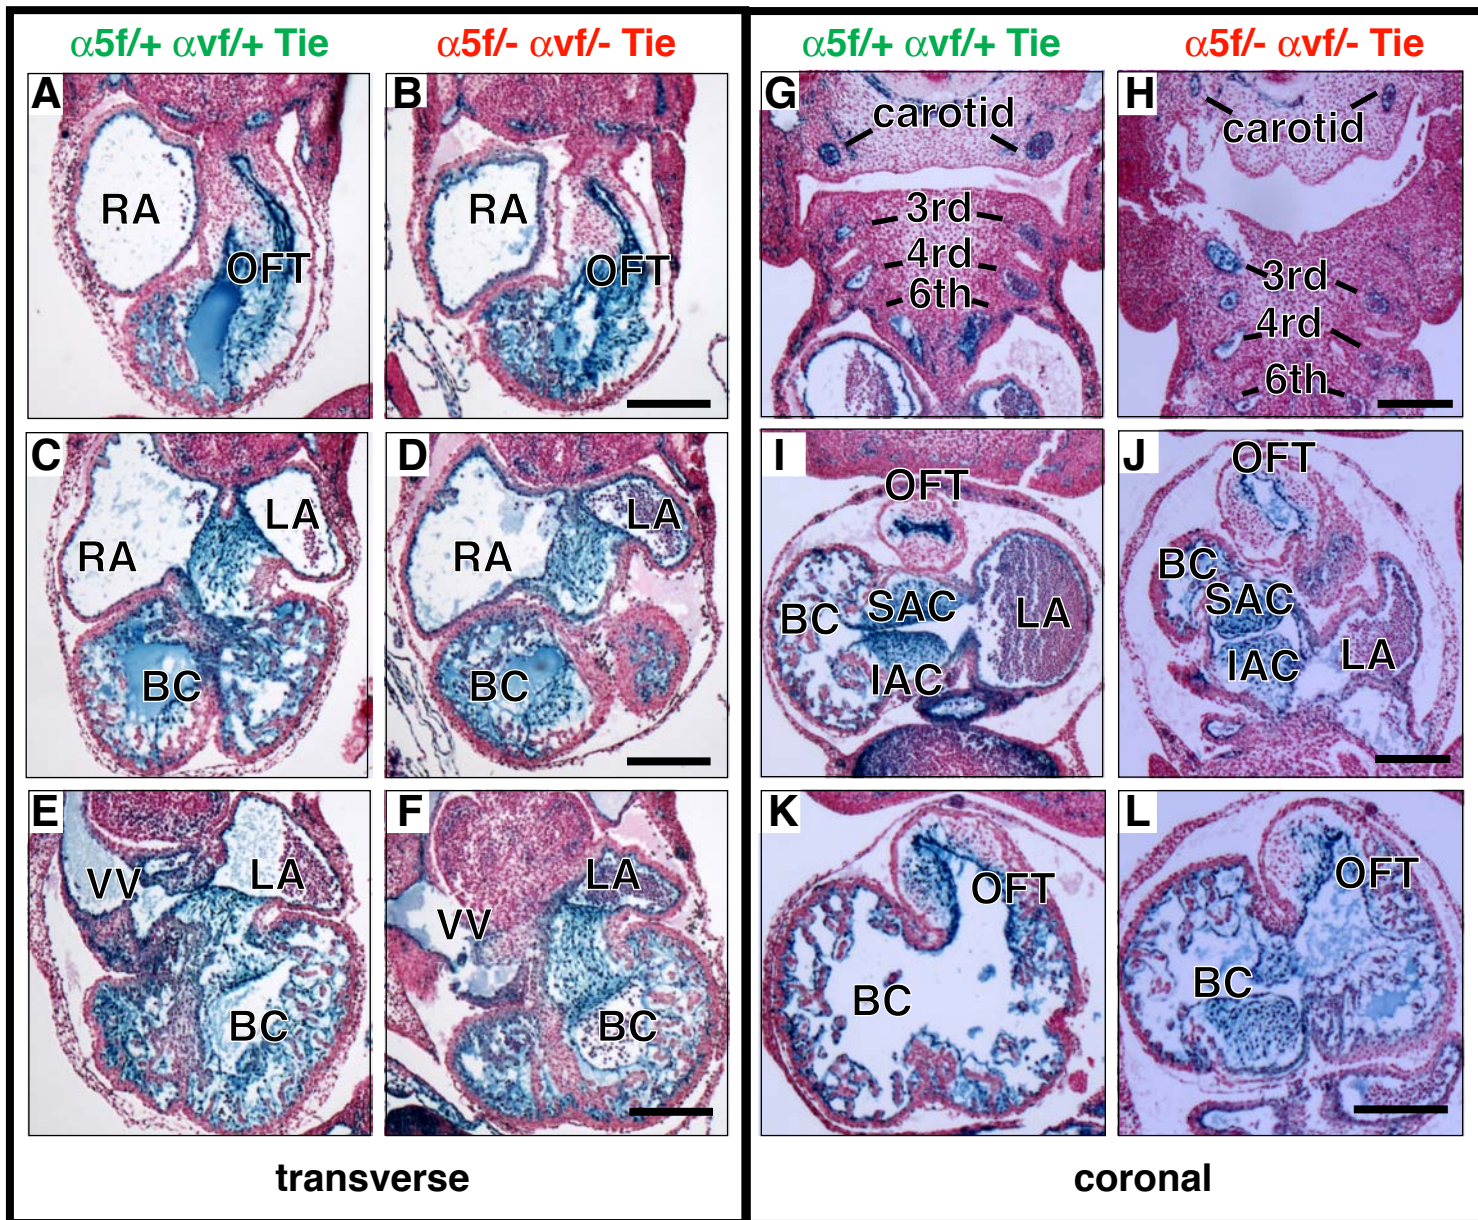 α5f/+ αvf/+ Tie
α5f/- αvf/- Tie
α5f/+ αvf/+ Tie
α5f/- αvf/- Tie
A
RA
OFT
B
RA
OFT
G
carotid
3rd
4rd
6th
H
carotid
3rd
4rd
6th
C
LA
RA
BC
D
LA
RA
BC
I
OFT
SAC
BC
LA
IAC
J
OFT
BC
SAC
IAC
LA
E
VV
LA
BC
F
LA
VV
BC
K
OFT
BC
L
OFT
BC
transverse
coronal